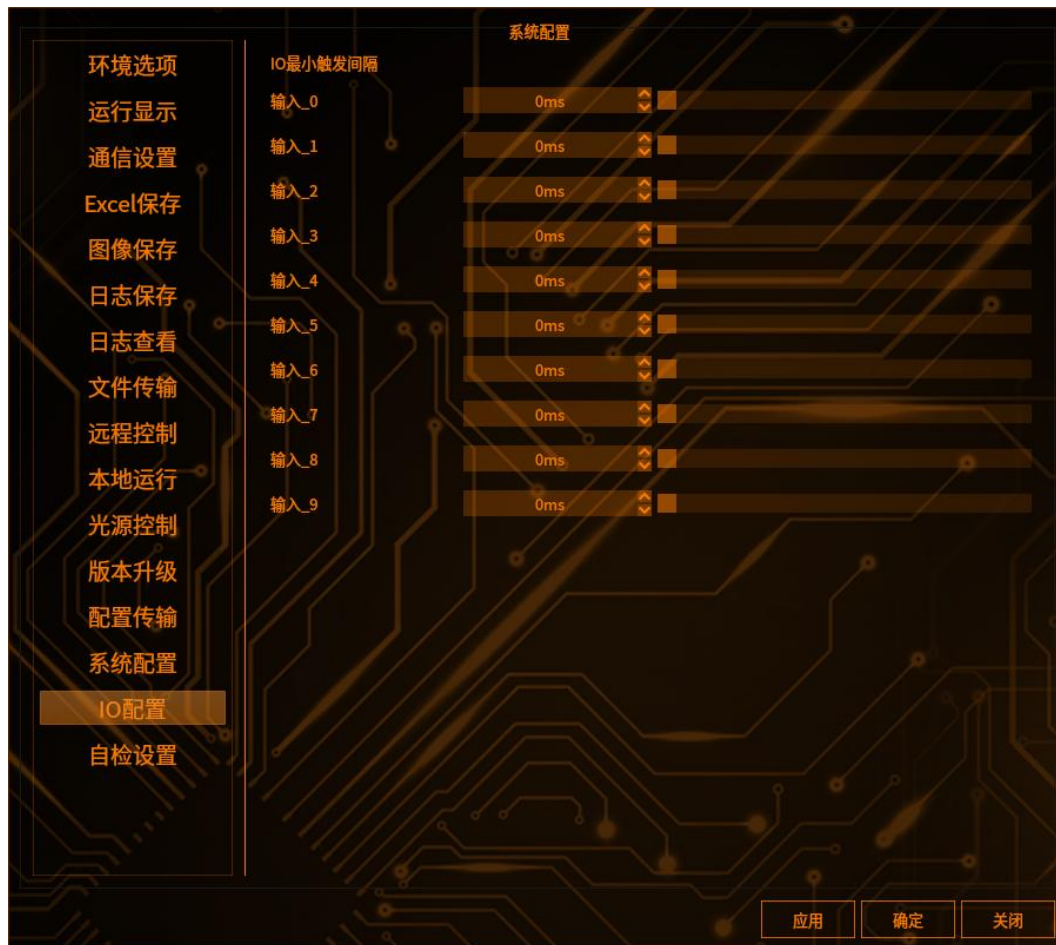 系统配置
环境选项
运行显示
通信设置
Excel保存
图像保存
日志保存
日志查看
文件传输
远程控制
本地运行
光源控制
版本升级
配置传输
系统配置
IO配置
自检设置
IO最小触发间隔
输入_0 0ms
输入_1 0ms
输入_2 0ms
输入_3 0ms
输入_4 0ms
输入_5 0ms
输入_6 0ms
输入_7 0ms
输入_8 0ms
输入_9 0ms
应用 确定 关闭